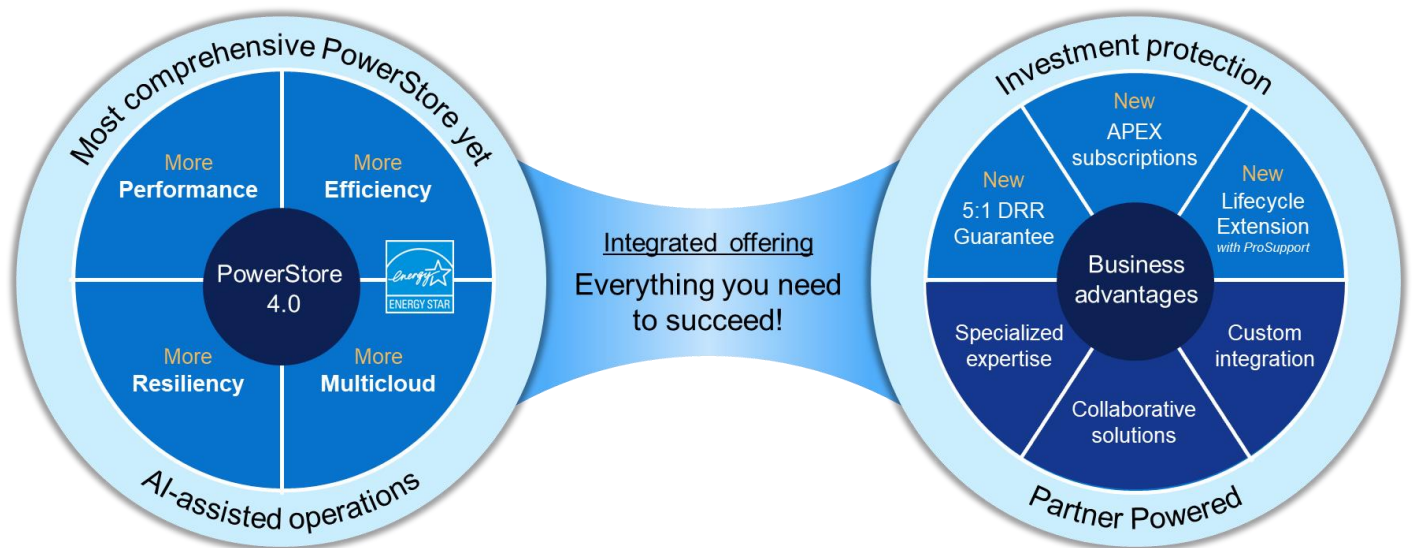 Most comprehensive PowerStore yet
More
Performance
More
Efficiency
PowerStore
4.0
energy
ENERGY STAR
More
Resiliency
More
Multicloud
AI-assisted operations
Integrated offering
Everything you need
to succeed!
Investment protection
New
APEX
subscriptions
New
5:1 DRR
Guarantee
New
Lifecycle
Extension
with ProSupport
Business
advantages
Specialized
expertise
Custom
integration
Collaborative
solutions
Partner Powered